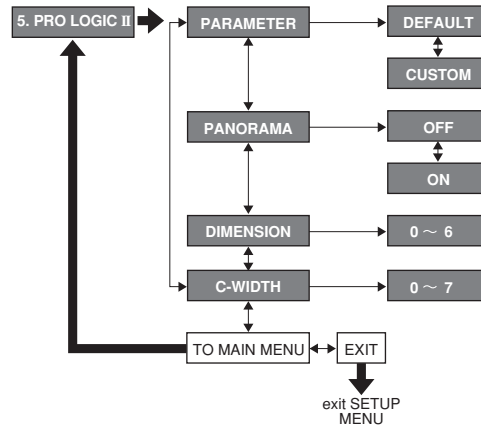 5. PRO LOGIC II
PARAMETER
DEFAULT
CUSTOM
PANORAMA
OFF
ON
DIMENSION
0 ~ 6
C-WIDTH
0 ~ 7
TO MAIN MENU
EXIT
exit SETUP
MENU